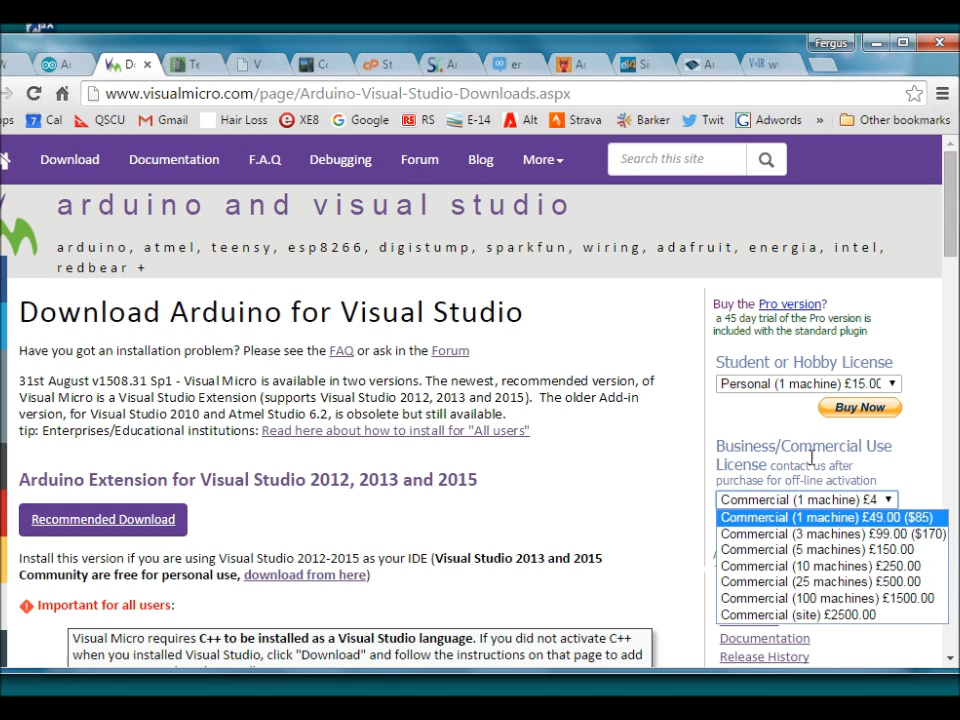 Fergus
Ar
Do
Te
V
Co
St
Ar
er
Ar
Si
Ar
www.visualmicro.com/page/Arduino-Visual-Studio-Downloads.aspx
ps Cal QSCU Gmail Hair Loss XE8 Google RS E-14 Alt Strava Barker Twit Adwords » Other bookmarks
Download Documentation F.A.Q Debugging Forum Blog More Search this site
arduino and visual studio
arduino, atmel, teensy, esp8266, digistump, sparkfun, wiring, adafruit, energia, intel,
redbear +
Download Arduino for Visual Studio
Have you got an installation problem? Please see the FAQ or ask in the Forum
31st August v1508.31 Sp1 - Visual Micro is available in two versions. The newest, recommended version, of
Visual Micro is a Visual Studio Extension (supports Visual Studio 2012, 2013 and 2015). The older Add-in
version, for Visual Studio 2010 and Atmel Studio 6.2, is obsolete but still available.
tip: Enterprises/Educational institutions: Read here about how to install for "All users"
Arduino Extension for Visual Studio 2012, 2013 and 2015
Recommended Download
Install this version if you are using Visual Studio 2012-2015 as your IDE (Visual Studio 2013 and 2015
Community are free for personal use, download from here)
Important for all users:
Visual Micro requires C++ to be installed as a Visual Studio language. If you did not activate C++
when you installed Visual Studio, click "Download" and follow the instructions on that page to add
Buy the Pro version?
a 45 day trial of the Pro version is
included with the standard plugin
Student or Hobby License
Personal (1 machine) £15.00
Buy Now
Business/Commercial Use
License contact us after
purchase for off-line activation
Commercial (1 machine) £4
Commercial (1 machine) £49.00 ($85)
Commercial (3 machines) £99.00 ($170)
Commercial (5 machines) £150.00
Commercial (10 machines) £250.00
Commercial (25 machines) £500.00
Commercial (100 machines) £1500.00
Commercial (site) £2500.00
Documentation
Release History